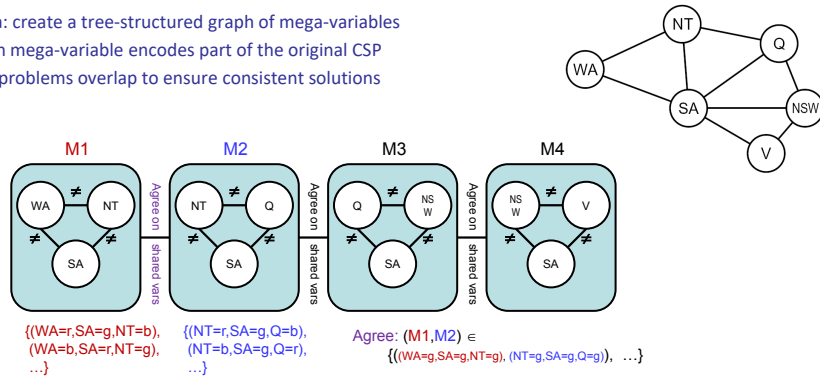 : create a tree-structured graph of mega-variables
mega-variable encodes part of the original CSP
problems overlap to ensure consistent solutions
NT
Q
WA
SA
NSW
V
M1
M2
M3
M4
WA ≠ NT
≠ ≠
SA
Agree on shared vars
NT ≠ Q
≠ ≠
SA
Agree on shared vars
Q ≠ NS W
≠ ≠
SA
Agree on shared vars
NS W ≠ V
≠ ≠
SA
{(WA=r,SA=g,NT=b),
(WA=b,SA=r,NT=g),
…}
{(NT=r,SA=g,Q=b),
(NT=b,SA=g,Q=r),
…}
Agree: (M1,M2) ∈
{((WA=g,SA=g,NT=g), (NT=g,SA=g,Q=g)), …}